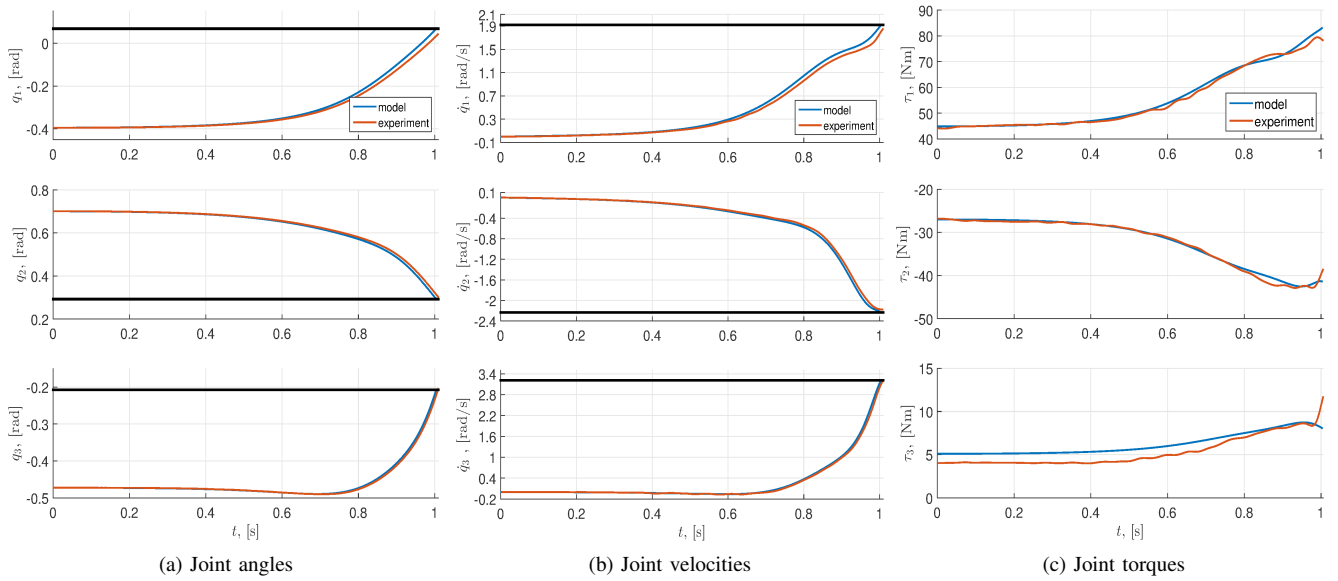 q₁, [rad]
0
-0.2
-0.4
0 0.2 0.4 0.6 0.8 1
model
experiment
q₂, [rad]
0.8
0.6
0.4
0.2
0 0.2 0.4 0.6 0.8 1
q₃, [rad]
-0.2
-0.3
-0.4
-0.5
0 0.2 0.4 0.6 0.8 1
t, [s]
(a) Joint angles
q̇₁, [rad/s]
2.1
1.9
1.5
1.1
0.7
0.3
-0.1
0 0.2 0.4 0.6 0.8 1
model
experiment
q̇₂, [rad/s]
0.1
-0.4
-0.8
-1.2
-1.6
-2
-2.4
0 0.2 0.4 0.6 0.8 1
q̇₃ , [rad/s]
3.4
2.8
2.2
1.6
1
0.4
-0.2
0 0.2 0.4 0.6 0.8 1
t, [s]
(b) Joint velocities
τ₁, [Nm]
90
80
70
60
50
40
0 0.2 0.4 0.6 0.8 1
model
experiment
τ₂, [Nm]
-20
-30
-40
-50
0 0.2 0.4 0.6 0.8 1
τ₃, [Nm]
15
10
5
0
0 0.2 0.4 0.6 0.8 1
t, [s]
(c) Joint torques